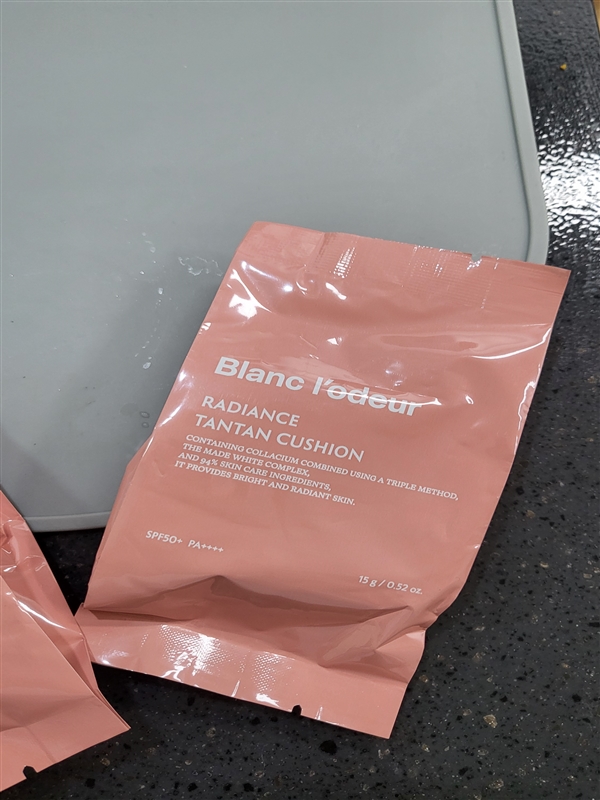 Blanc l'odeur
RADIANCE
TANTAN CUSHION
CONTAINING COLLACIUM COMBINED USING A TRIPLE METHOD,
THE MADE WHITE COMPLEX,
AND 94% SKIN CARE INGREDIENTS,
IT PROVIDES BRIGHT AND RADIANT SKIN.
SPF50+ PA++++
15 g / 0.52 oz.